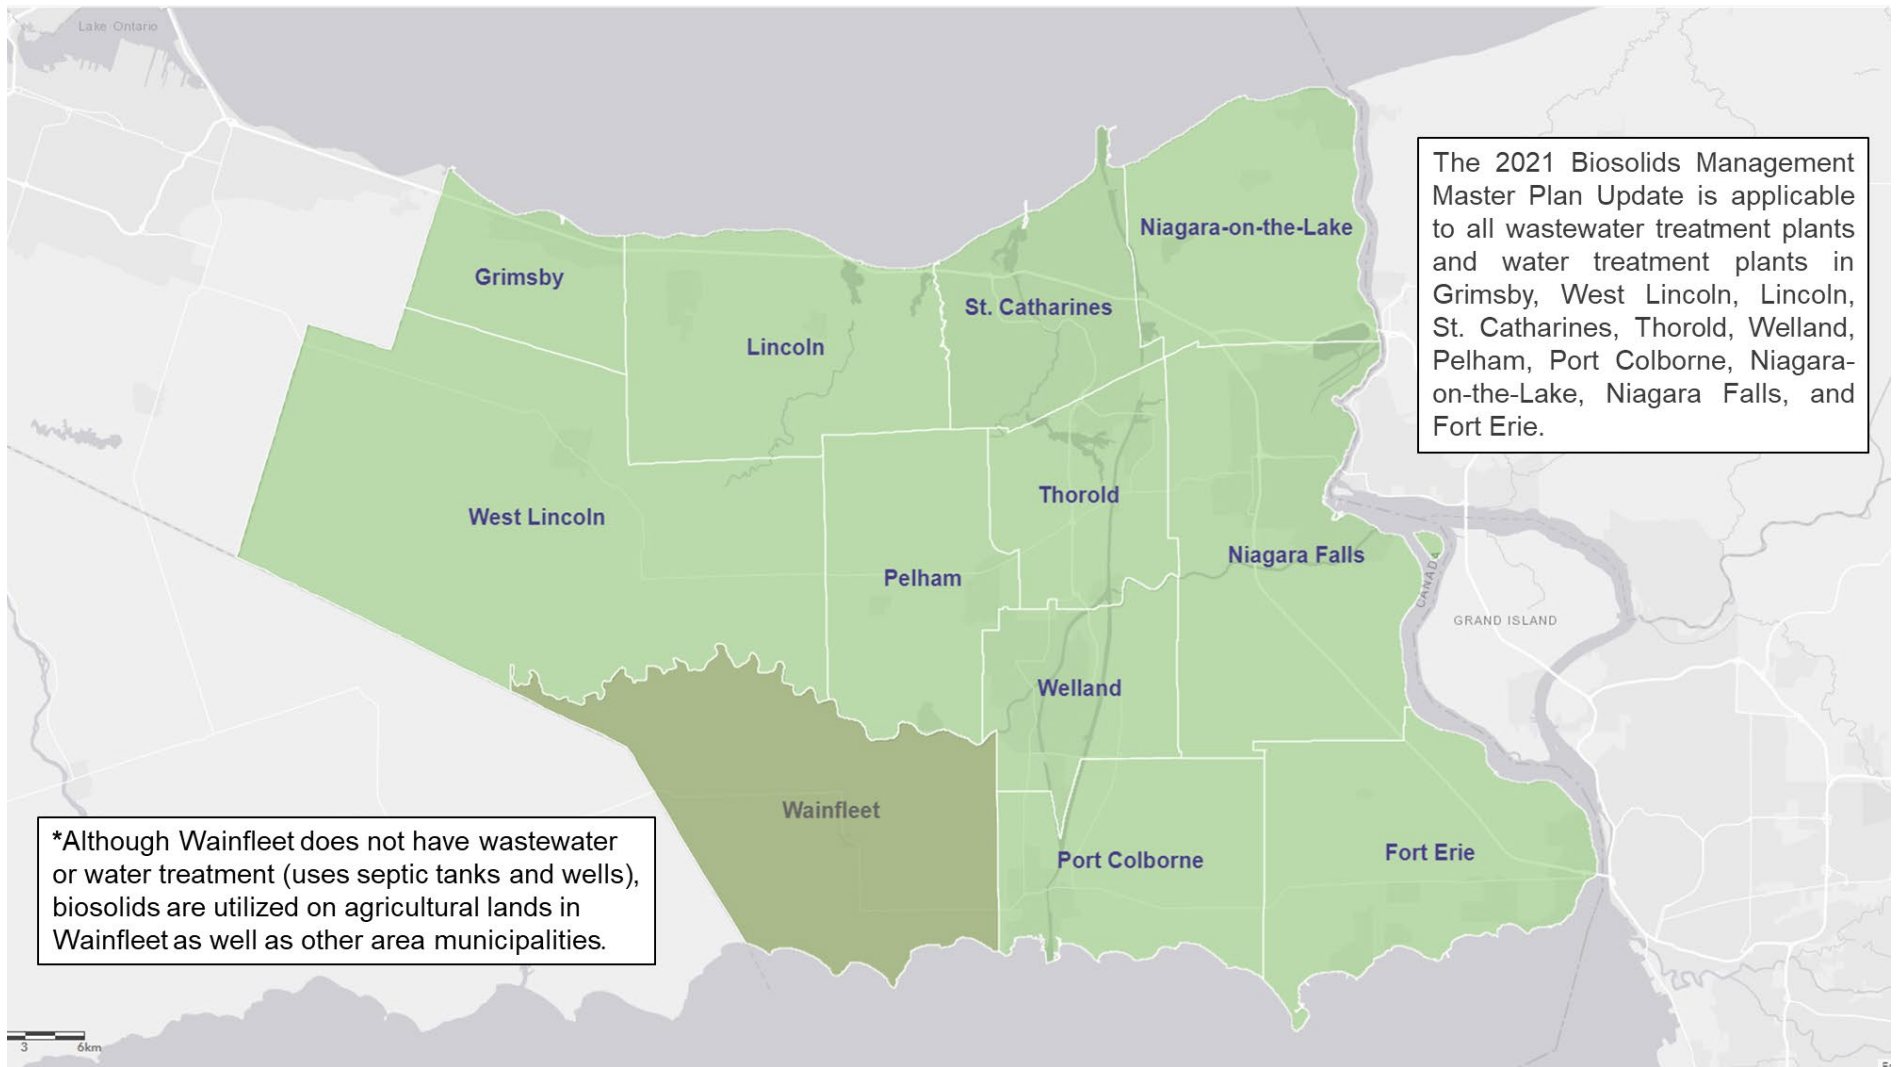 Lake Ontario
The 2021 Biosolids Management
Master Plan Update is applicable
to all wastewater treatment plants
and water treatment plants in
Grimsby, West Lincoln, Lincoln,
St. Catharines, Thorold, Welland,
Pelham, Port Colborne, Niagara-
on-the-Lake, Niagara Falls, and
Fort Erie.
Niagara-on-the-Lake
Grimsby
St. Catharines
Lincoln
Thorold
West Lincoln
Niagara Falls
Pelham
CANADA
GRAND ISLAND
Welland
Wainfleet
Port Colborne
Fort Erie
*Although Wainfleet does not have wastewater
or water treatment (uses septic tanks and wells),
biosolids are utilized on agricultural lands in
Wainfleet as well as other area municipalities.
3 6km